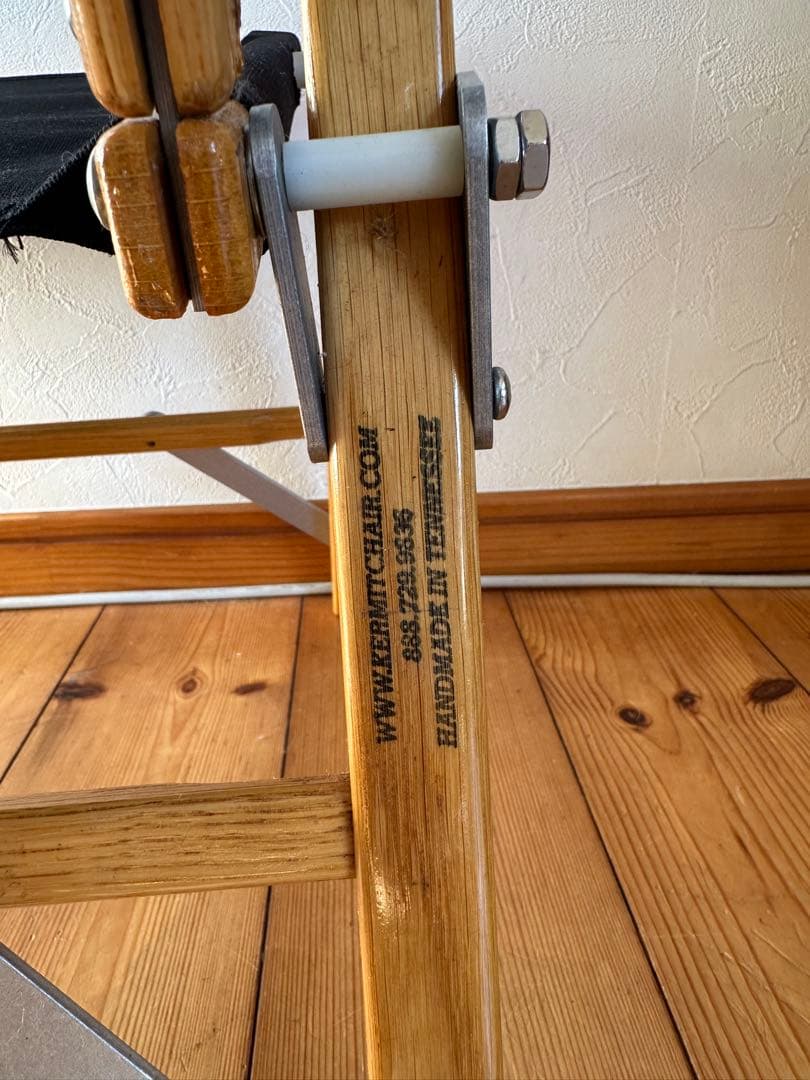 WWW.KERMITCHAIR.COM
888.729.9636
HANDMADE IN TENNESSEE